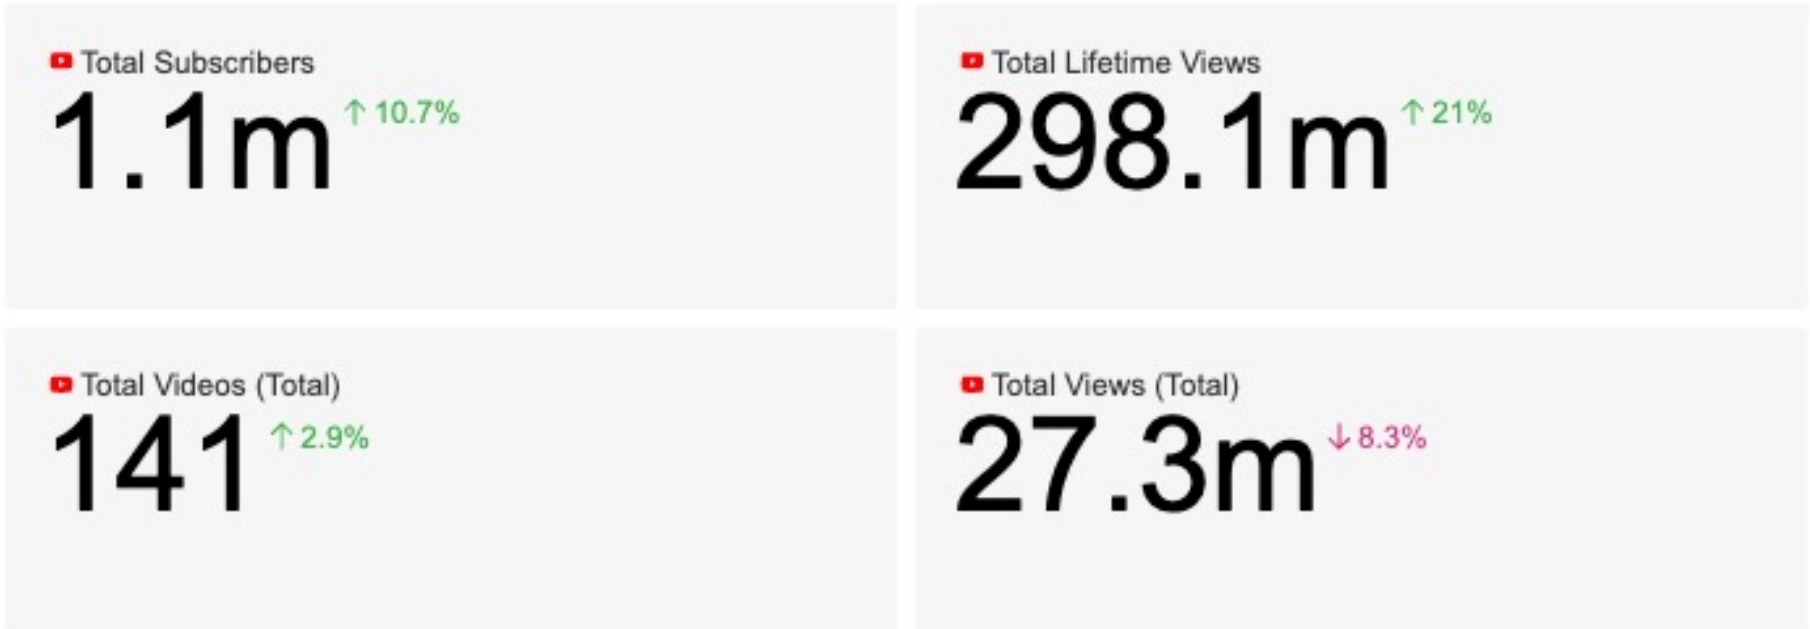 Total Subscribers
1.1m ↑ 10.7%
Total Lifetime Views
298.1m ↑ 21%
Total Videos (Total)
141 ↑ 2.9%
Total Views (Total)
27.3m ↓ 8.3%